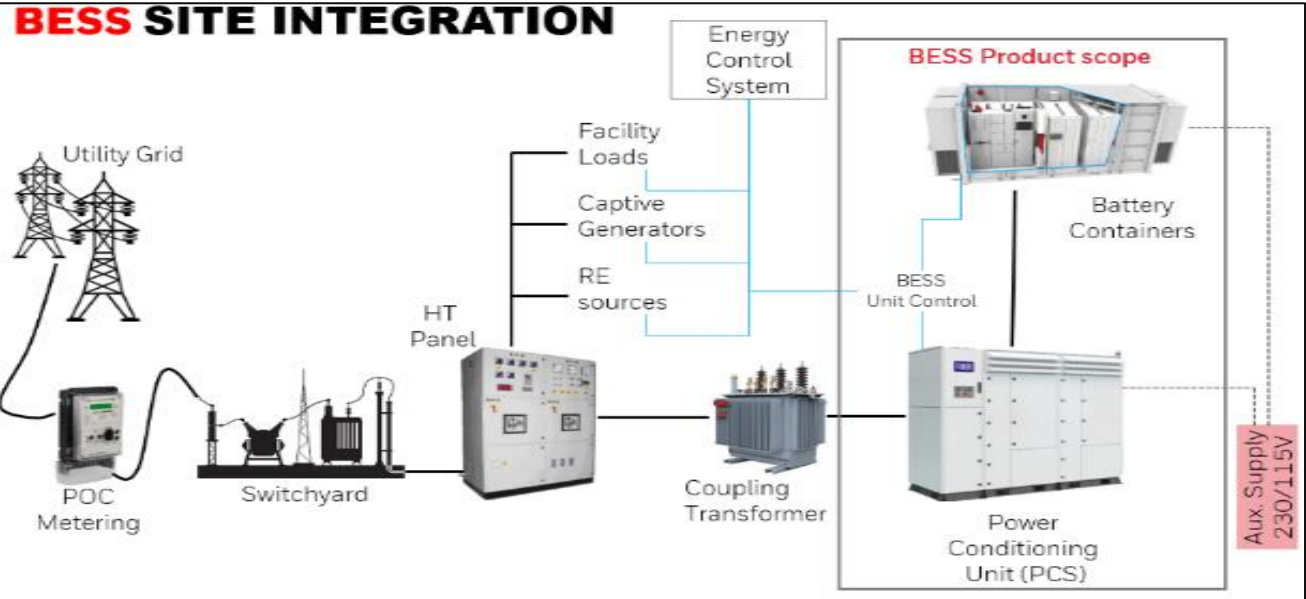 BESS SITE INTEGRATION
Energy
Control
System
BESS Product scope
Utility Grid
Facility
Loads
Captive
Generators
RE
sources
HT
Panel
BESS
Unit Control
Battery
Containers
POC
Metering
Switchyard
Coupling
Transformer
Power
Conditioning
Unit (PCS)
Aux. Supply
230/115V